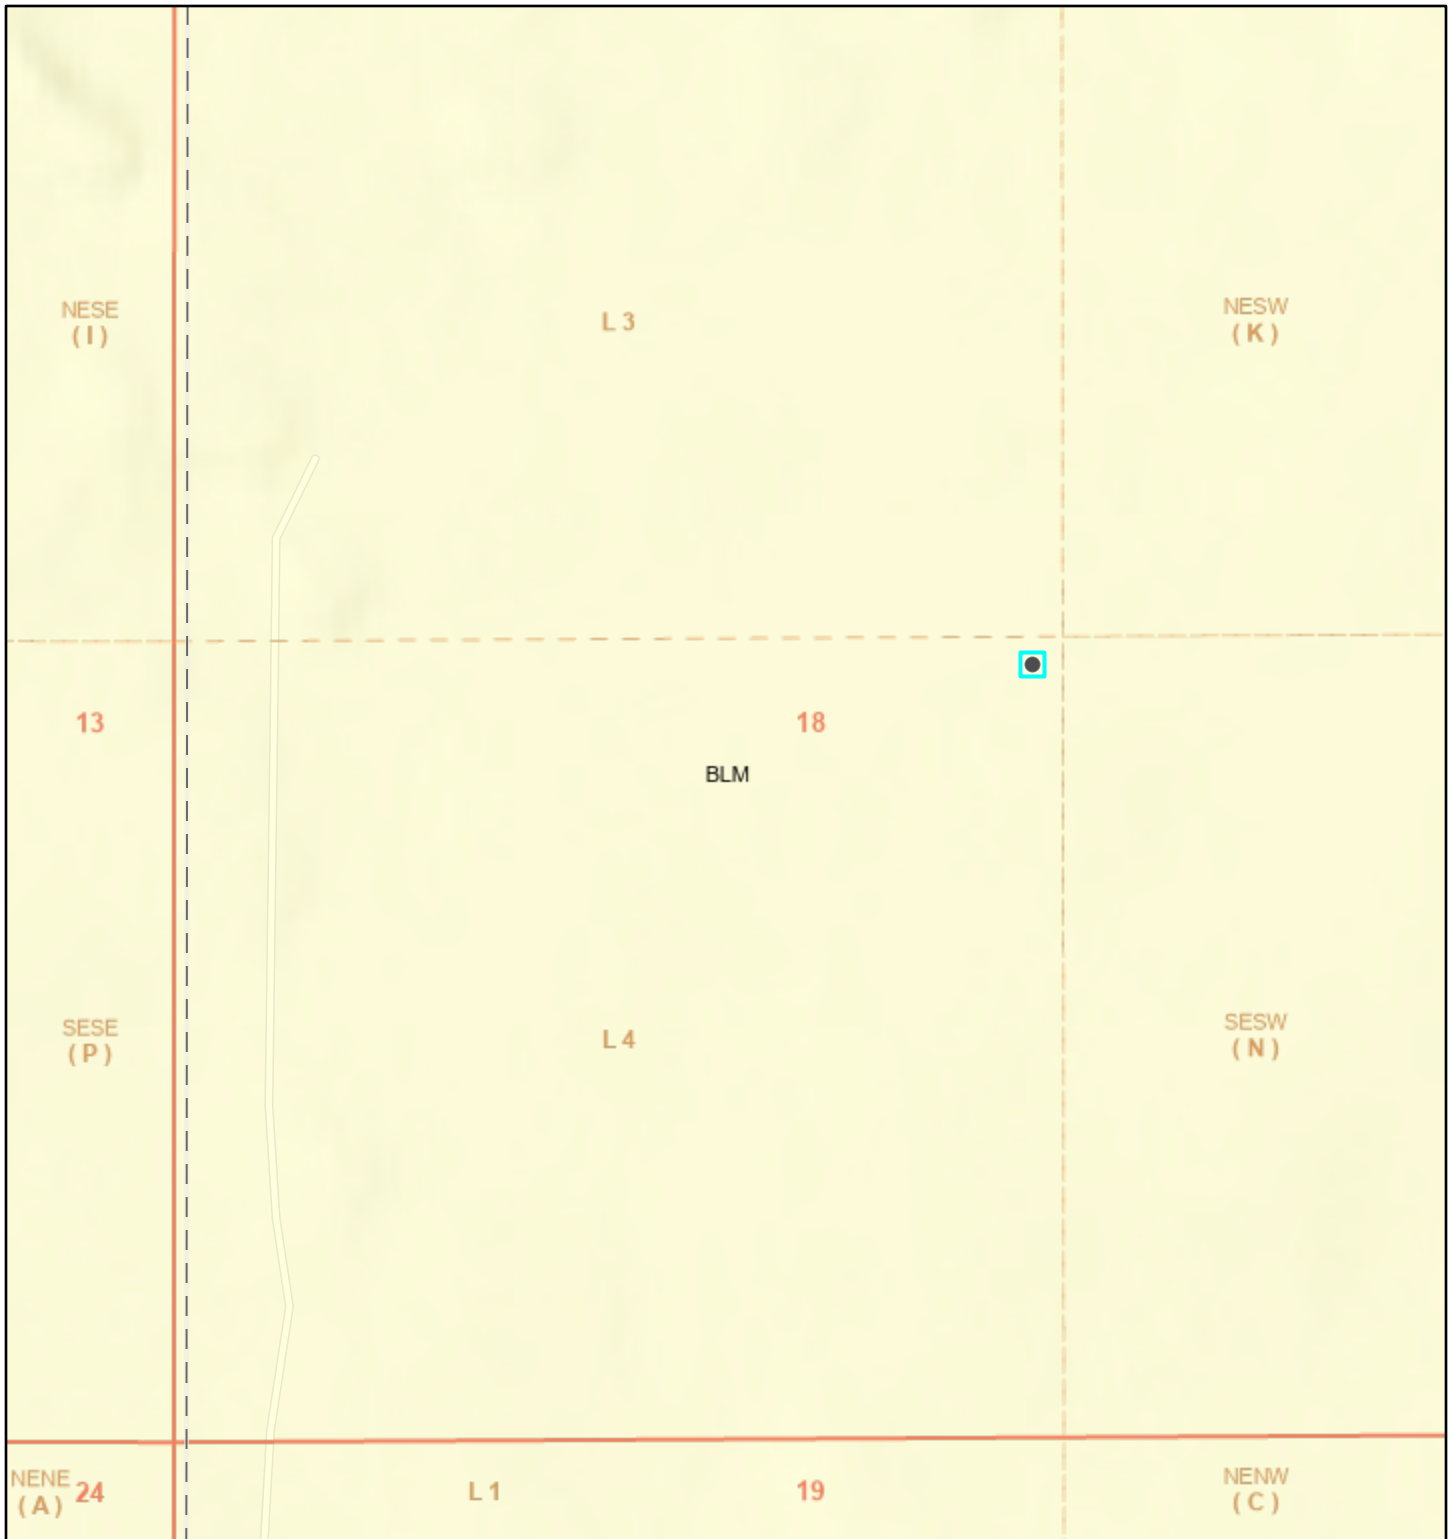 NESE
( I )
L 3
NESW
( K )
13
18
BLM
SESE
( P )
L 4
SESW
( N )
NENE
( A )
24
L 1
19
NENW
( C )